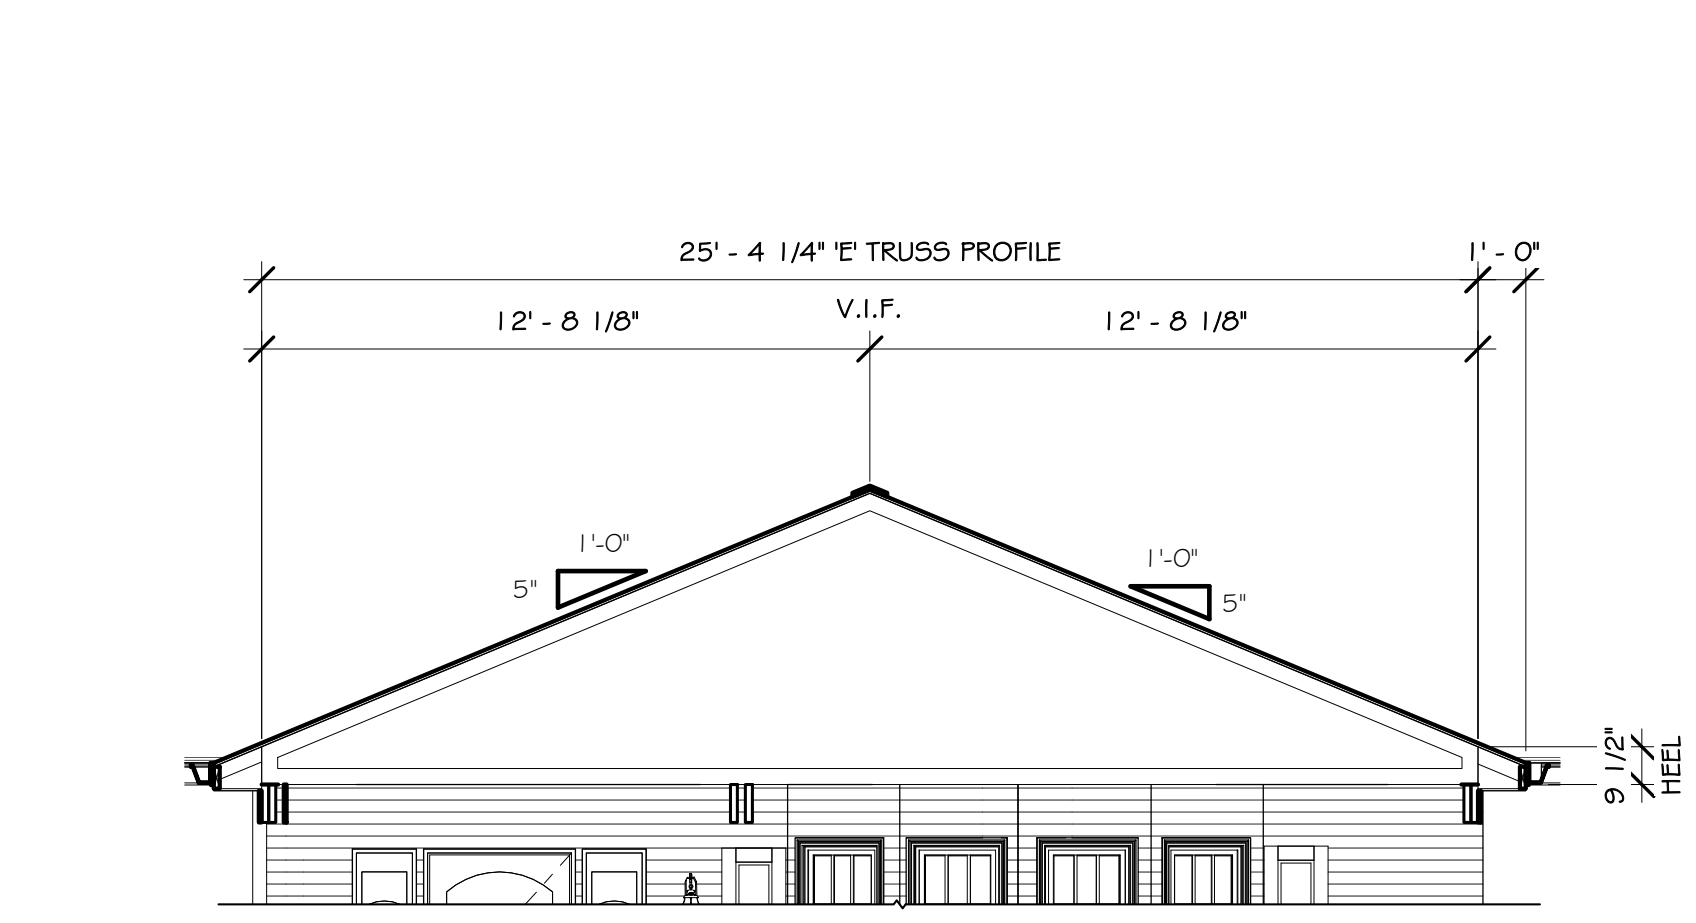 25' - 4 1/4" 'E' TRUSS PROFILE
1' - 0"
V.I.F.
12' - 8 1/8"
12' - 8 1/8"
1'-0"
5"
1'-0"
5"
9 1/2"
HEEL